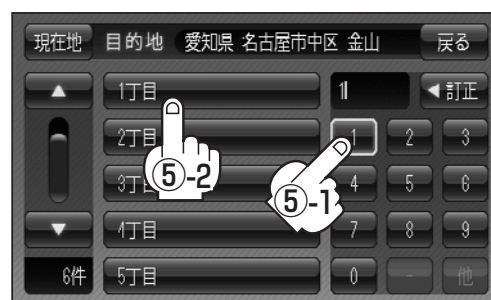 現在地 目的地 愛知県 名古屋市中区 金山 戻る
▲ 1丁目 1 ◀訂正
2丁目 1 2 3
3丁目 4 5 6
⑤-2 ⑤-1
▼ 4丁目 7 8 9
6件 5丁目 0 - 他